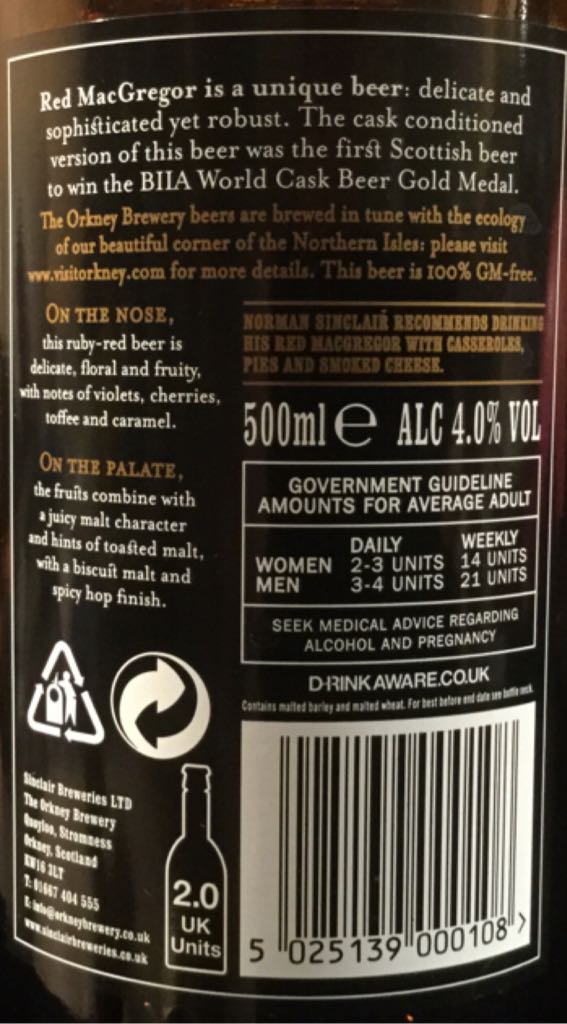 Red MacGregor is a unique beer: delicate and
sophisticated yet robust. The cask conditioned
version of this beer was the first Scottish beer
to win the BIIA World Cask Beer Gold Medal.
The Orkney Brewery beers are brewed in tune with the ecology
of our beautiful corner of the Northern Isles: please visit
www.visitorkney.com for more details. This beer is 100% GM-free.
ON THE NOSE,
this ruby-red beer is
delicate, floral and fruity,
with notes of violets, cherries,
toffee and caramel.
ON THE PALATE,
the fruits combine with
a juicy malt character
and hints of toasted malt,
with a biscuit malt and
spicy hop finish.
NORMAN SINCLAIR RECOMMENDS DRINKING
HIS RED MACGREGOR WITH CASSEROLES,
PIES AND SMOKED CHEESE.
500ml e ALC 4.0% VOL
GOVERNMENT GUIDELINE
AMOUNTS FOR AVERAGE ADULT
DAILY WEEKLY
WOMEN 2-3 UNITS 14 UNITS
MEN 3-4 UNITS 21 UNITS
SEEK MEDICAL ADVICE REGARDING
ALCOHOL AND PREGNANCY
DRINKAWARE.CO.UK
Contains malted barley and malted wheat. For best before end date see bottle neck.
Sinclair Breweries LTD
The Orkney Brewery
Quoyloo, Stromness
Orkney, Scotland
KW16 3LT
T: 01667 404 555
E: info@orkneybrewery.co.uk
www.sinclairbreweries.co.uk
2.0
UK
Units
5 025139 000108 >